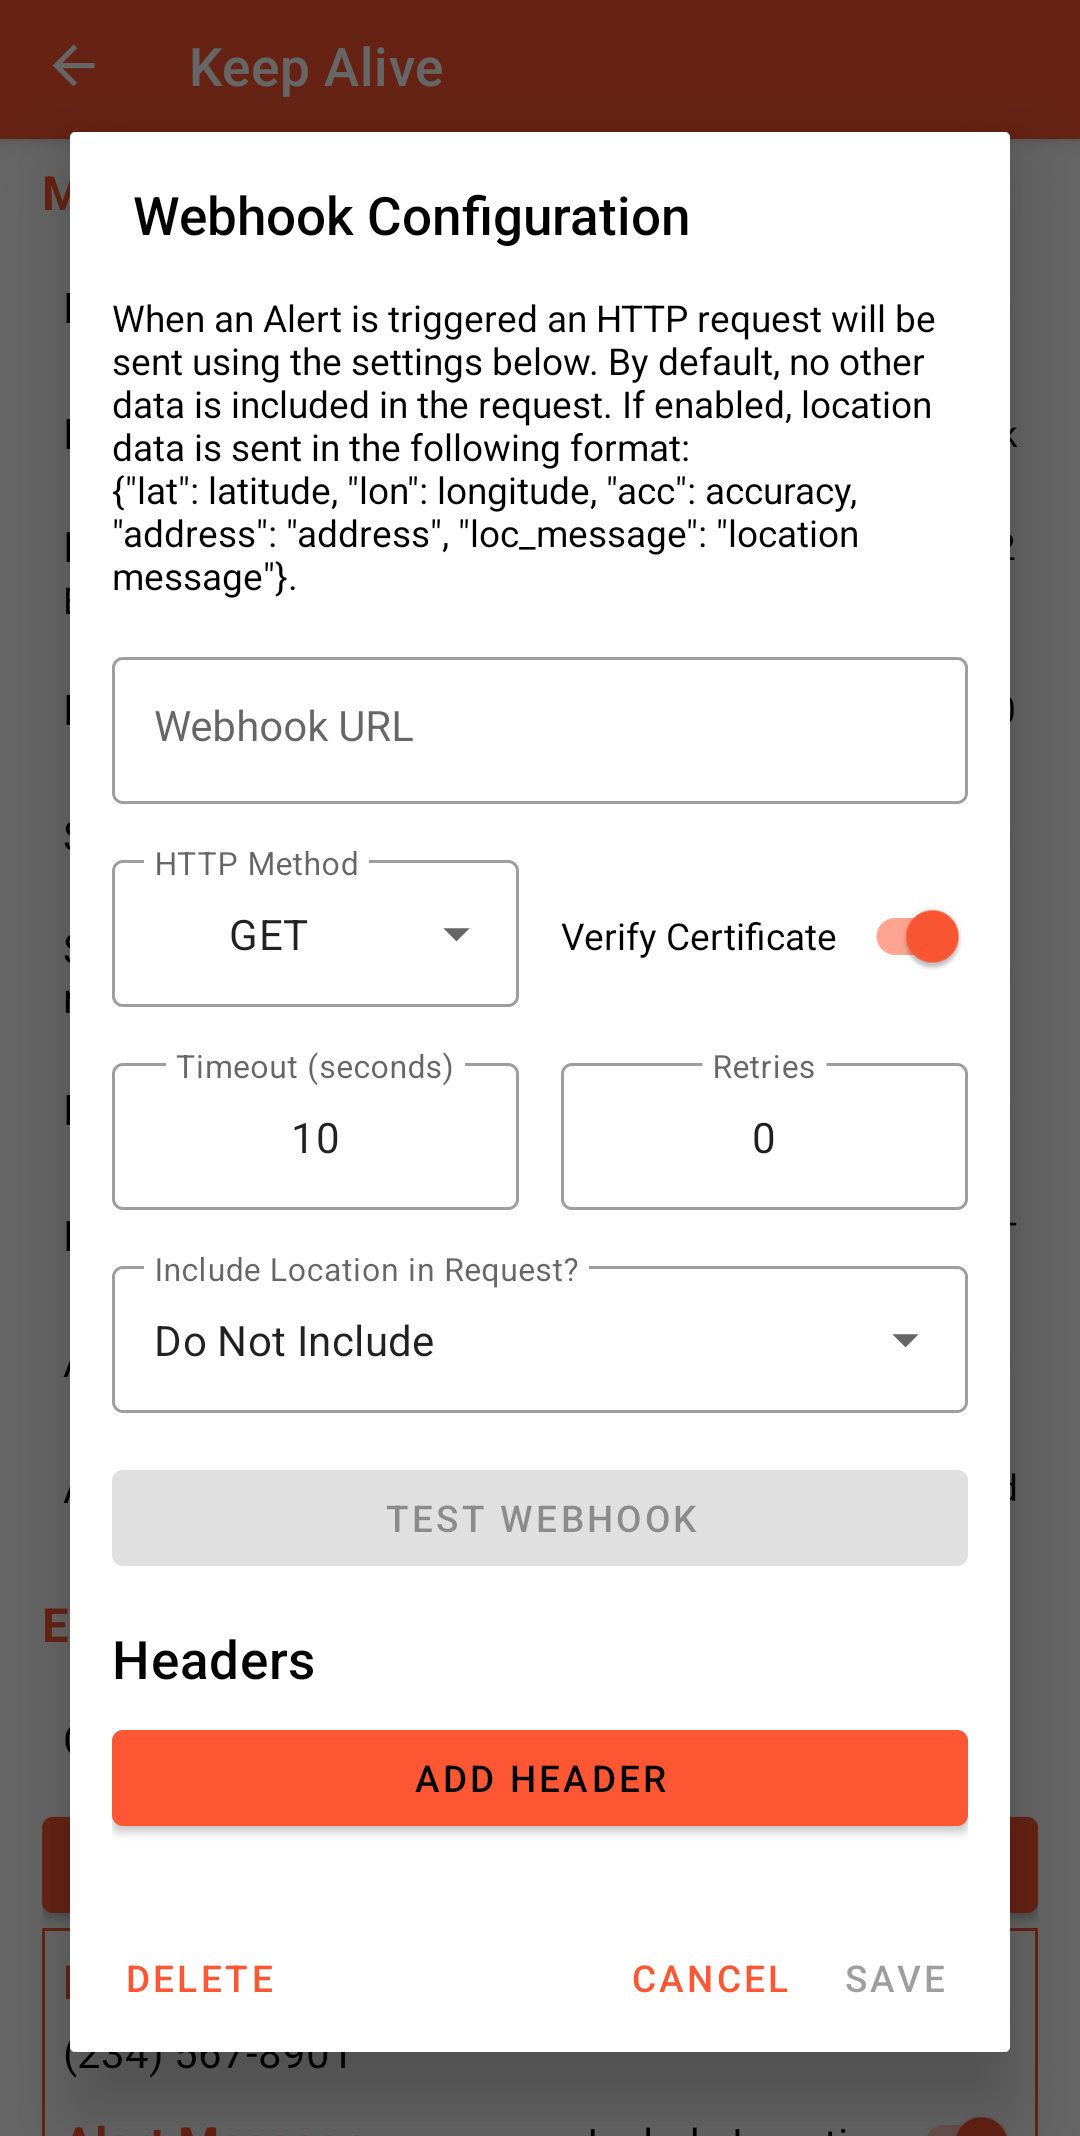 Keep Alive
Webhook Configuration
When an Alert is triggered an HTTP request will be
sent using the settings below. By default, no other
data is included in the request. If enabled, location
data is sent in the following format:
{"lat": latitude, "lon": longitude, "acc": accuracy,
"address": "address", "loc_message": "location
message"}.
Webhook URL
HTTP Method
GET
Verify Certificate
Timeout (seconds)
Retries
10
0
Include Location in Request?
Do Not Include
TEST WEBHOOK
Headers
ADD HEADER
DELETE
CANCEL
SAVE
(234) 567-8901